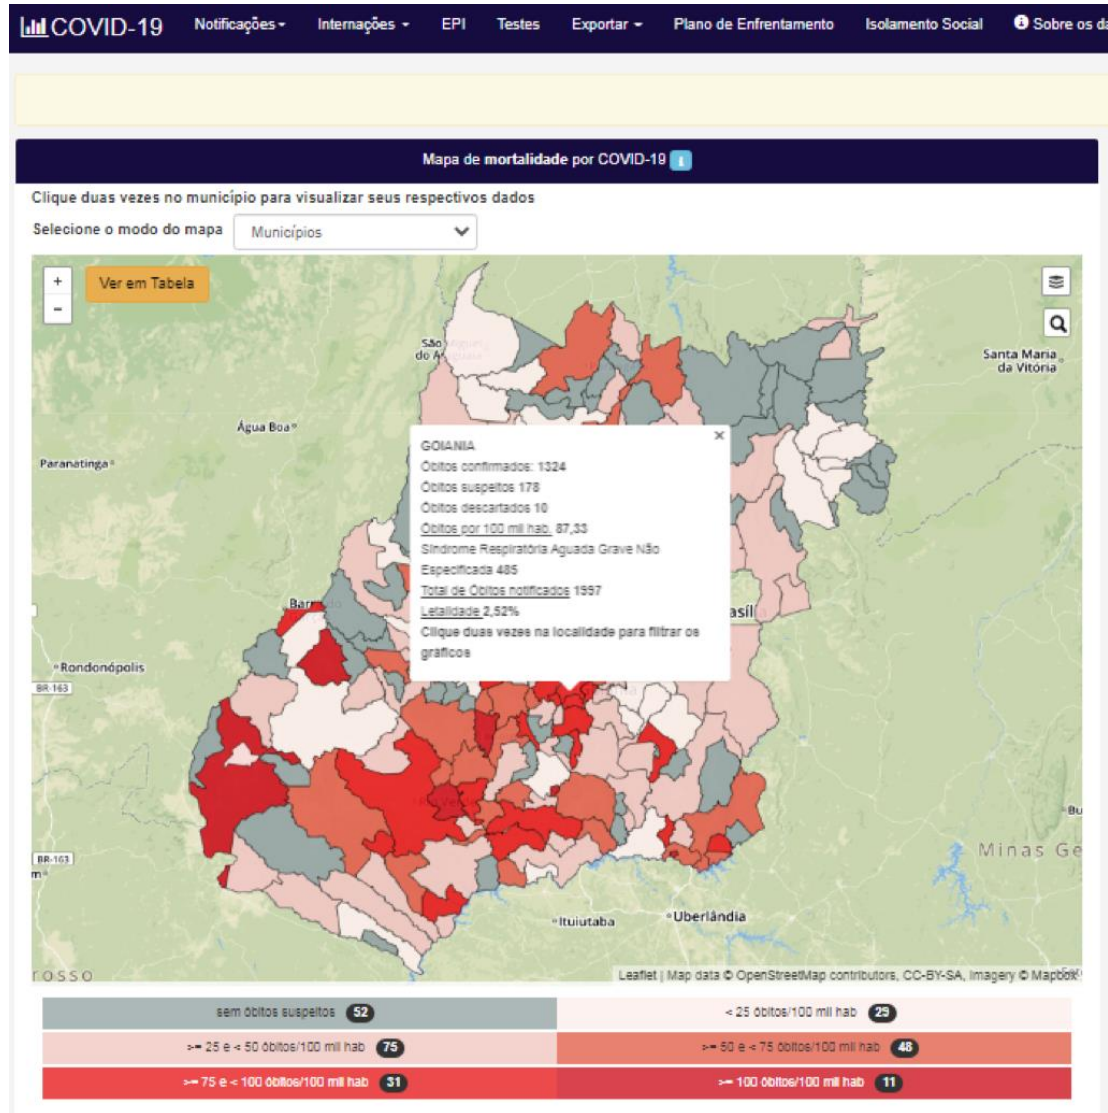 COVID-19 Notificações Internações EPI Testes Exportar Plano de Enfrentamento Isolamento Social Sobre os da
Mapa de mortalidade por COVID-19 i
Clique duas vezes no município para visualizar seus respectivos dados
Selecione o modo do mapa Municípios
+ Ver em Tabela
-
São
do
Santa Maria
da Vitória
Água Boa
Paranatinga
GOIANIA
×
Óbitos confirmados: 1324
Óbitos suspeitos 178
Óbitos descartados 10
Óbitos por 100 mil hab. 87,33
Síndrome Respiratória Aguada Grave Não
Especificada 485
Total de Óbitos notificados 1997
Letalidade 2,52%
Clique duas vezes na localidade para filtrar os
graficos
asíl
Rondonópolis
BR-163
BR-163
Bu
Minas Ge
Ituiutaba
Uberlândia
rosso
Leaflet | Map data © OpenStreetMap contributors, CC-BY-SA, Imagery © Mapbox
sem óbitos suspeitos 52
< 25 óbitos/100 mil hab 29
>= 25 e < 50 óbitos/100 mil hab 75
>= 50 e < 75 óbitos/100 mil hab 48
>= 75 e < 100 óbitos/100 mil hab 31
>= 100 óbitos/100 mil hab 11